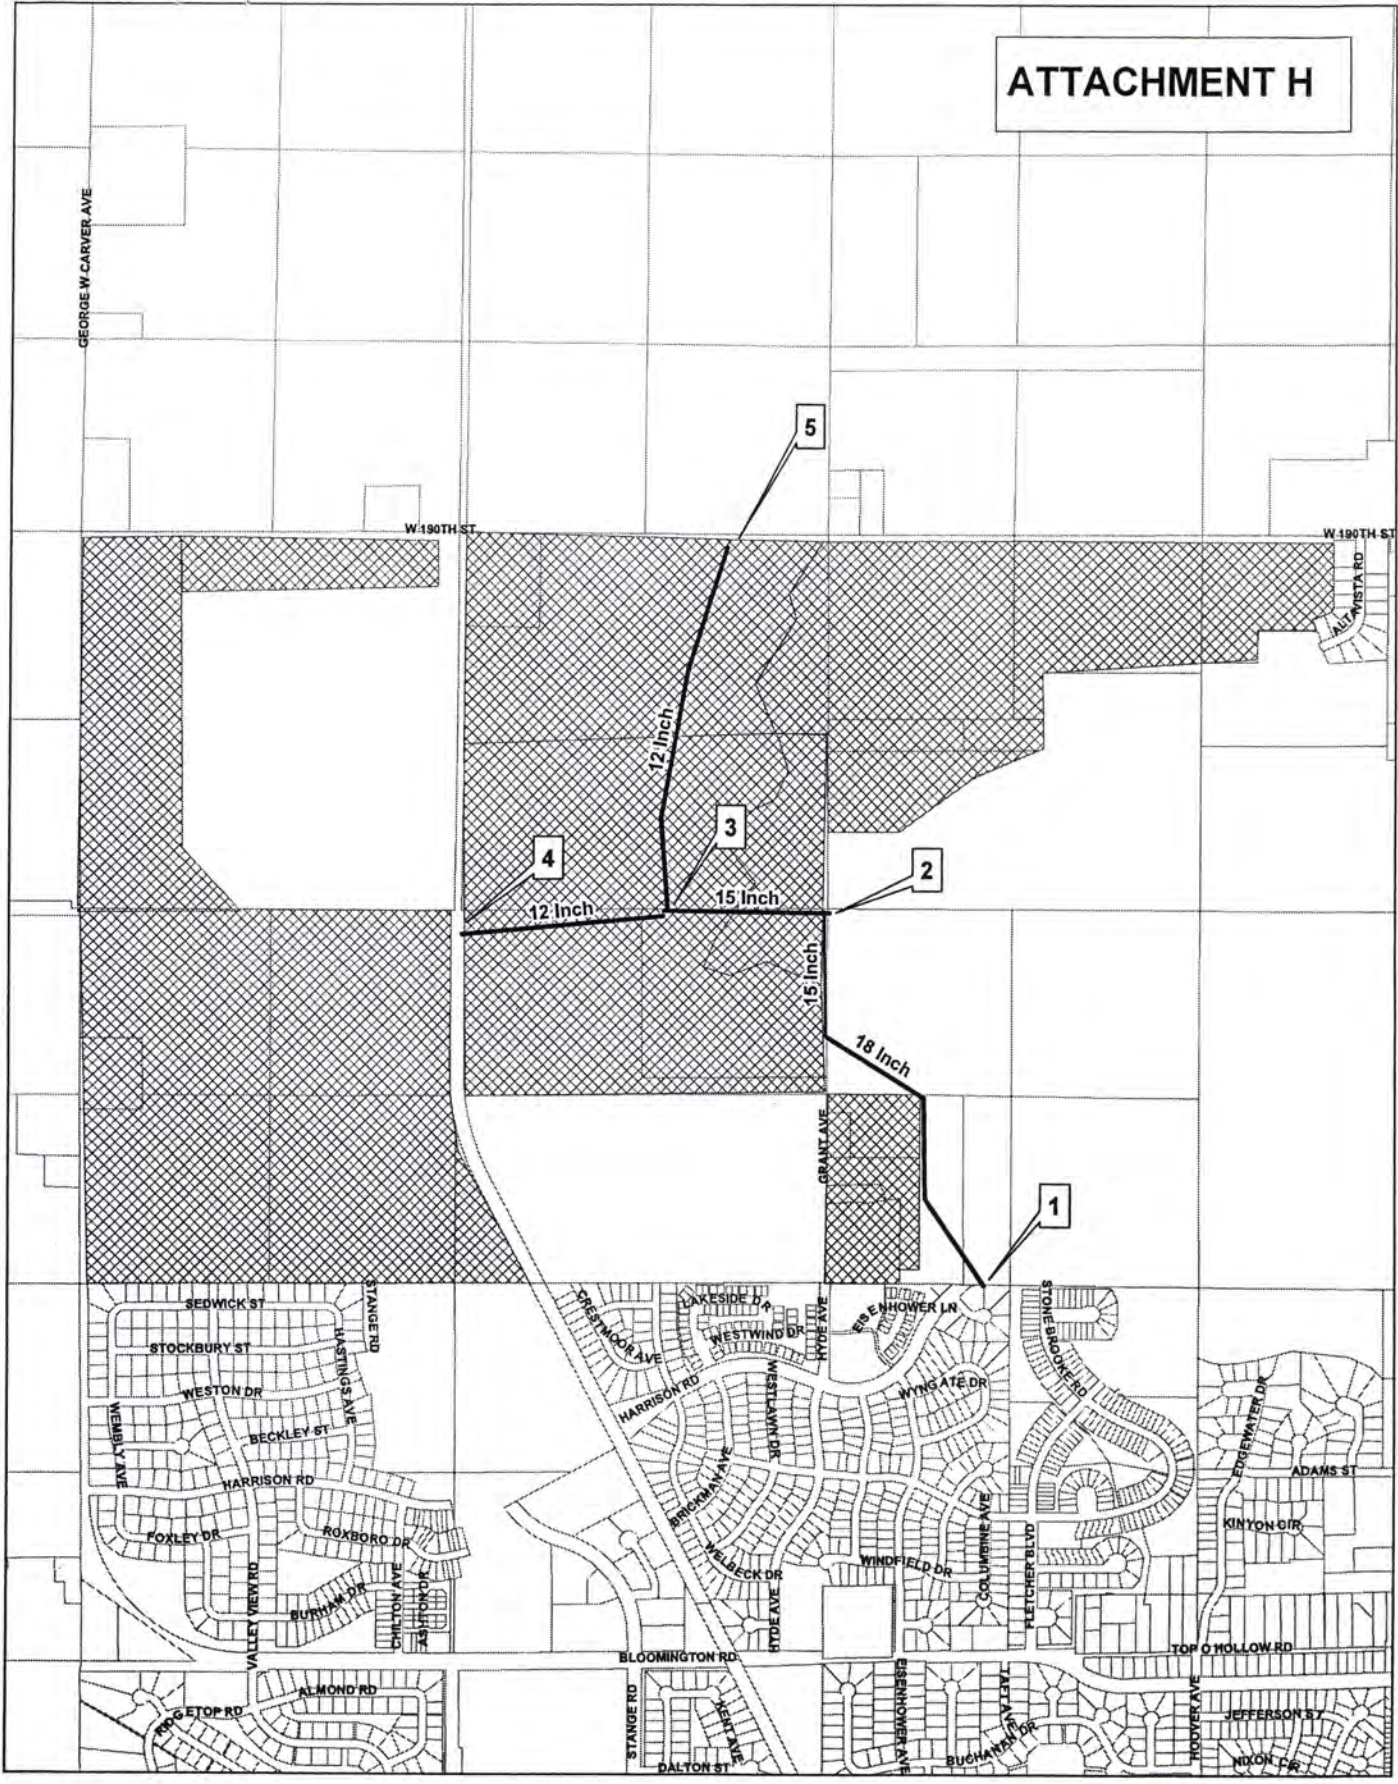 ATTACHMENT H
GEORGE W CARVER AVE
5
W 190TH ST
W 190TH ST
ALTA VISTA RD
12 Inch
3
4
2
15 Inch
12 Inch
15 Inch
18 Inch
GRANT AVE
1
SEDWICK ST
STANGE RD
STOCKBURY ST
HASTINGS AVE
WESTON DR
WEMBLY AVE
BECKLEY ST
HARRISON RD
FOXLEY DR
ROXBORO DR
VALLEY VIEW RD
BURHAM DR
CHILTON AVE
ASHTON DR
CRESTMOOR AVE
LAKESIDE DR
WESTWIND DR
HYDE AVE
EISENHOWER LN
STONE BROOKE RD
HARRISON RD
WESTLAWN DR
WYNGATE DR
EDGEWATER DR
ADAMS ST
BRICKMAN AVE
COLUMBINE AVE
KINYON CIR
WELBECK DR
WINDFIELD DR
FLETCHER BLVD
HYDE AVE
TOP O HOLLOW RD
BLOOMINGTON RD
ALMOND RD
RIDGETOP RD
STANGE RD
KENT AVE
DALTON ST
EISENHOWER AVE
TAFT AVE
BUCHANAN DR
HOOVER AVE
JEFFERSON ST
NIXON CIR